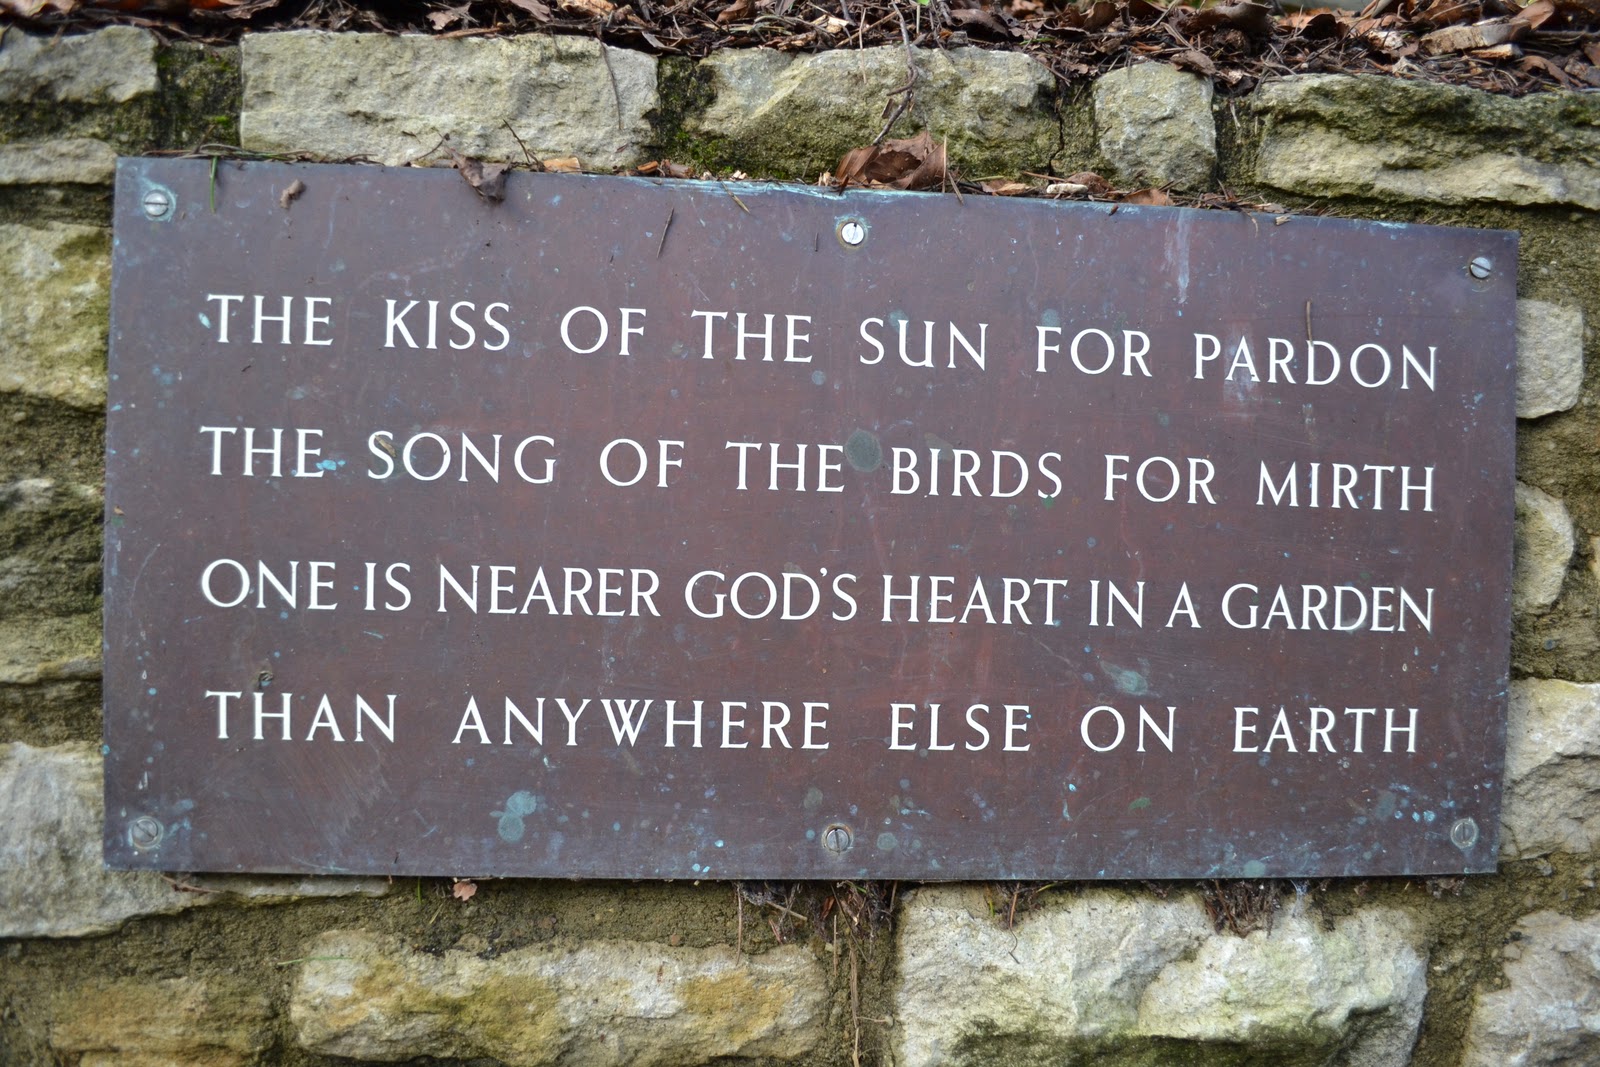 THE KISS OF THE SUN FOR PARDON
THE SONG OF THE BIRDS FOR MIRTH
ONE IS NEARER GOD'S HEART IN A GARDEN
THAN ANYWHERE ELSE ON EARTH